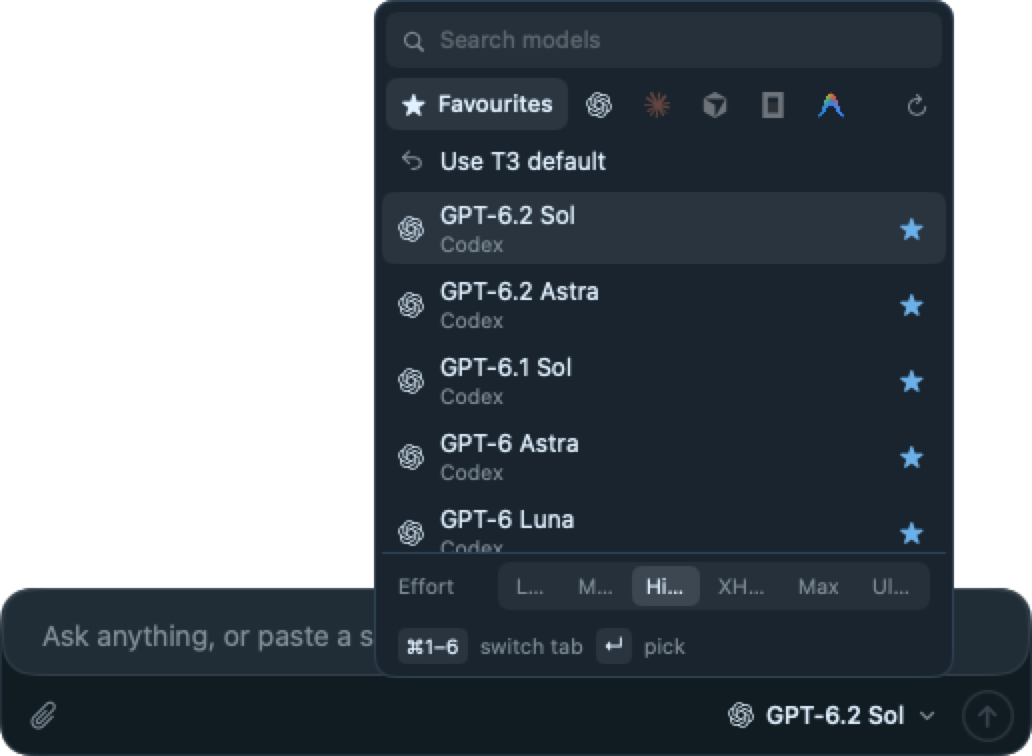 Search models
Favourites
Use T3 default
GPT-6.2 Sol
Codex
GPT-6.2 Astra
Codex
GPT-6.1 Sol
Codex
GPT-6 Astra
Codex
GPT-6 Luna
Codex
Effort L... M... Hi... XH... Max Ul...
⌘1–6 switch tab ↵ pick
Ask anything, or paste a s
GPT-6.2 Sol